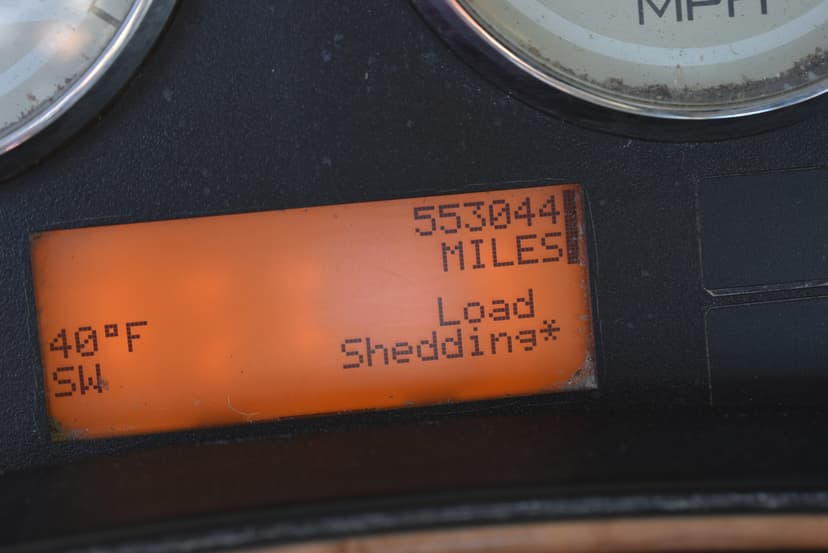 MPH
553044
MILES
Load
40°F Shedding*
SW